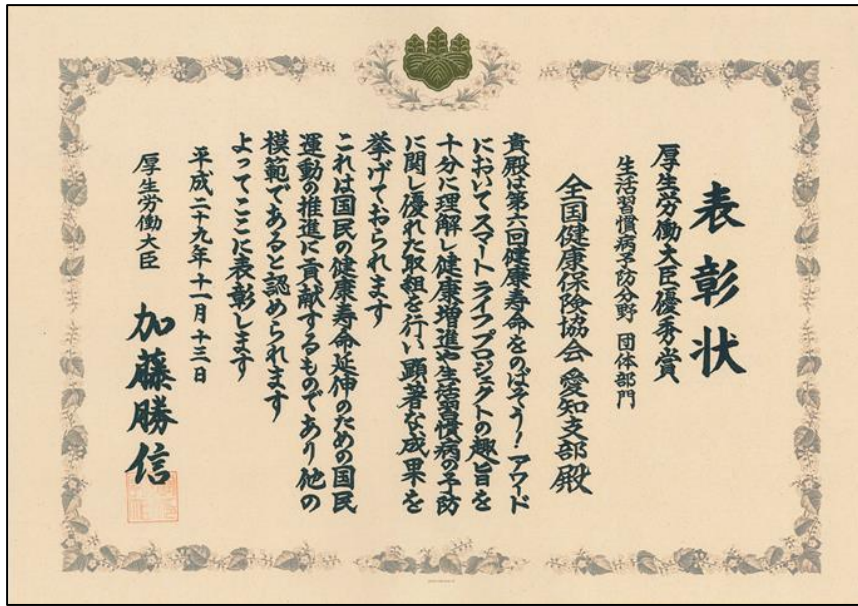 表彰状
厚生労働大臣優秀賞
生活習慣病予防分野 団体部門
全国健康保険協会 愛知支部殿
貴殿は第六回健康寿命をのばそう！アワード
においてスマートライフプロジェクトの趣旨を
十分に理解し健康増進や生活習慣病の予防
に関し優れた取組を行い顕著な成果を
挙げておられます
これは国民の健康寿命延伸のための国民
運動の推進に貢献するものであり他の
模範であると認められます
よってここに表彰します
平成二十九年十一月十三日
厚生労働大臣 加藤勝信